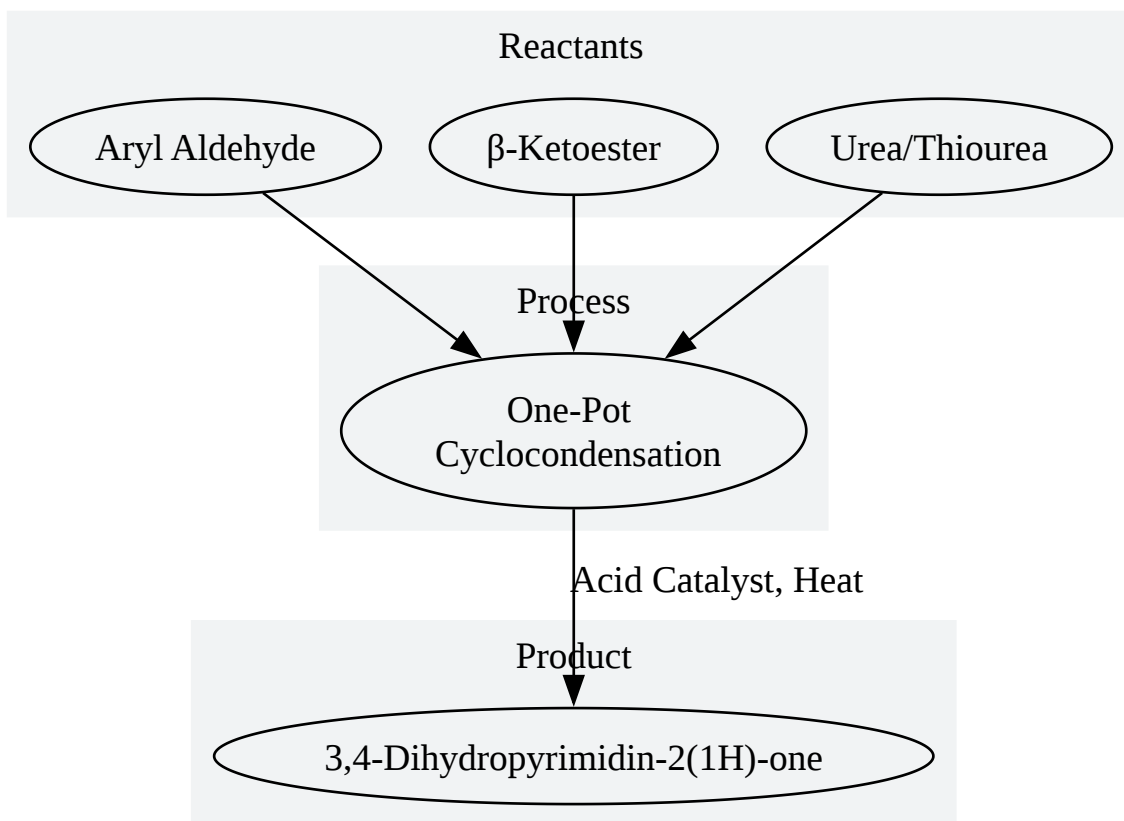 Reactants
Aryl Aldehyde
β-Ketoester
Urea/Thiourea
Process
One-Pot
Cyclocondensation
Acid Catalyst, Heat
Product
3,4-Dihydropyrimidin-2(1H)-one